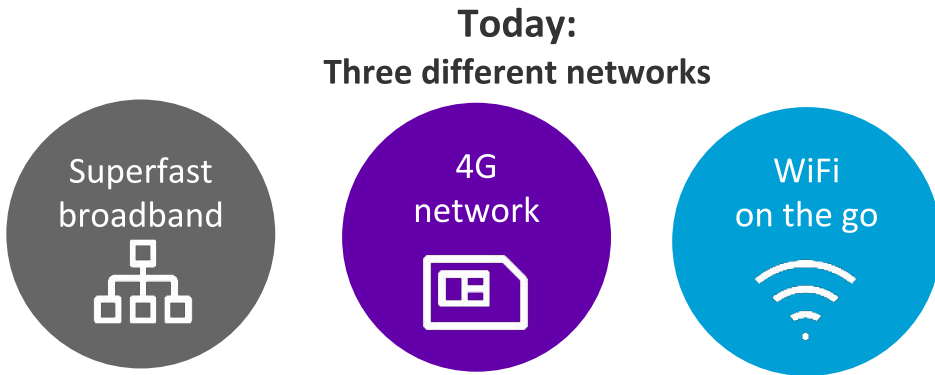 Today:
Three different networks
Superfast
broadband
4G
network
WiFi
on the go